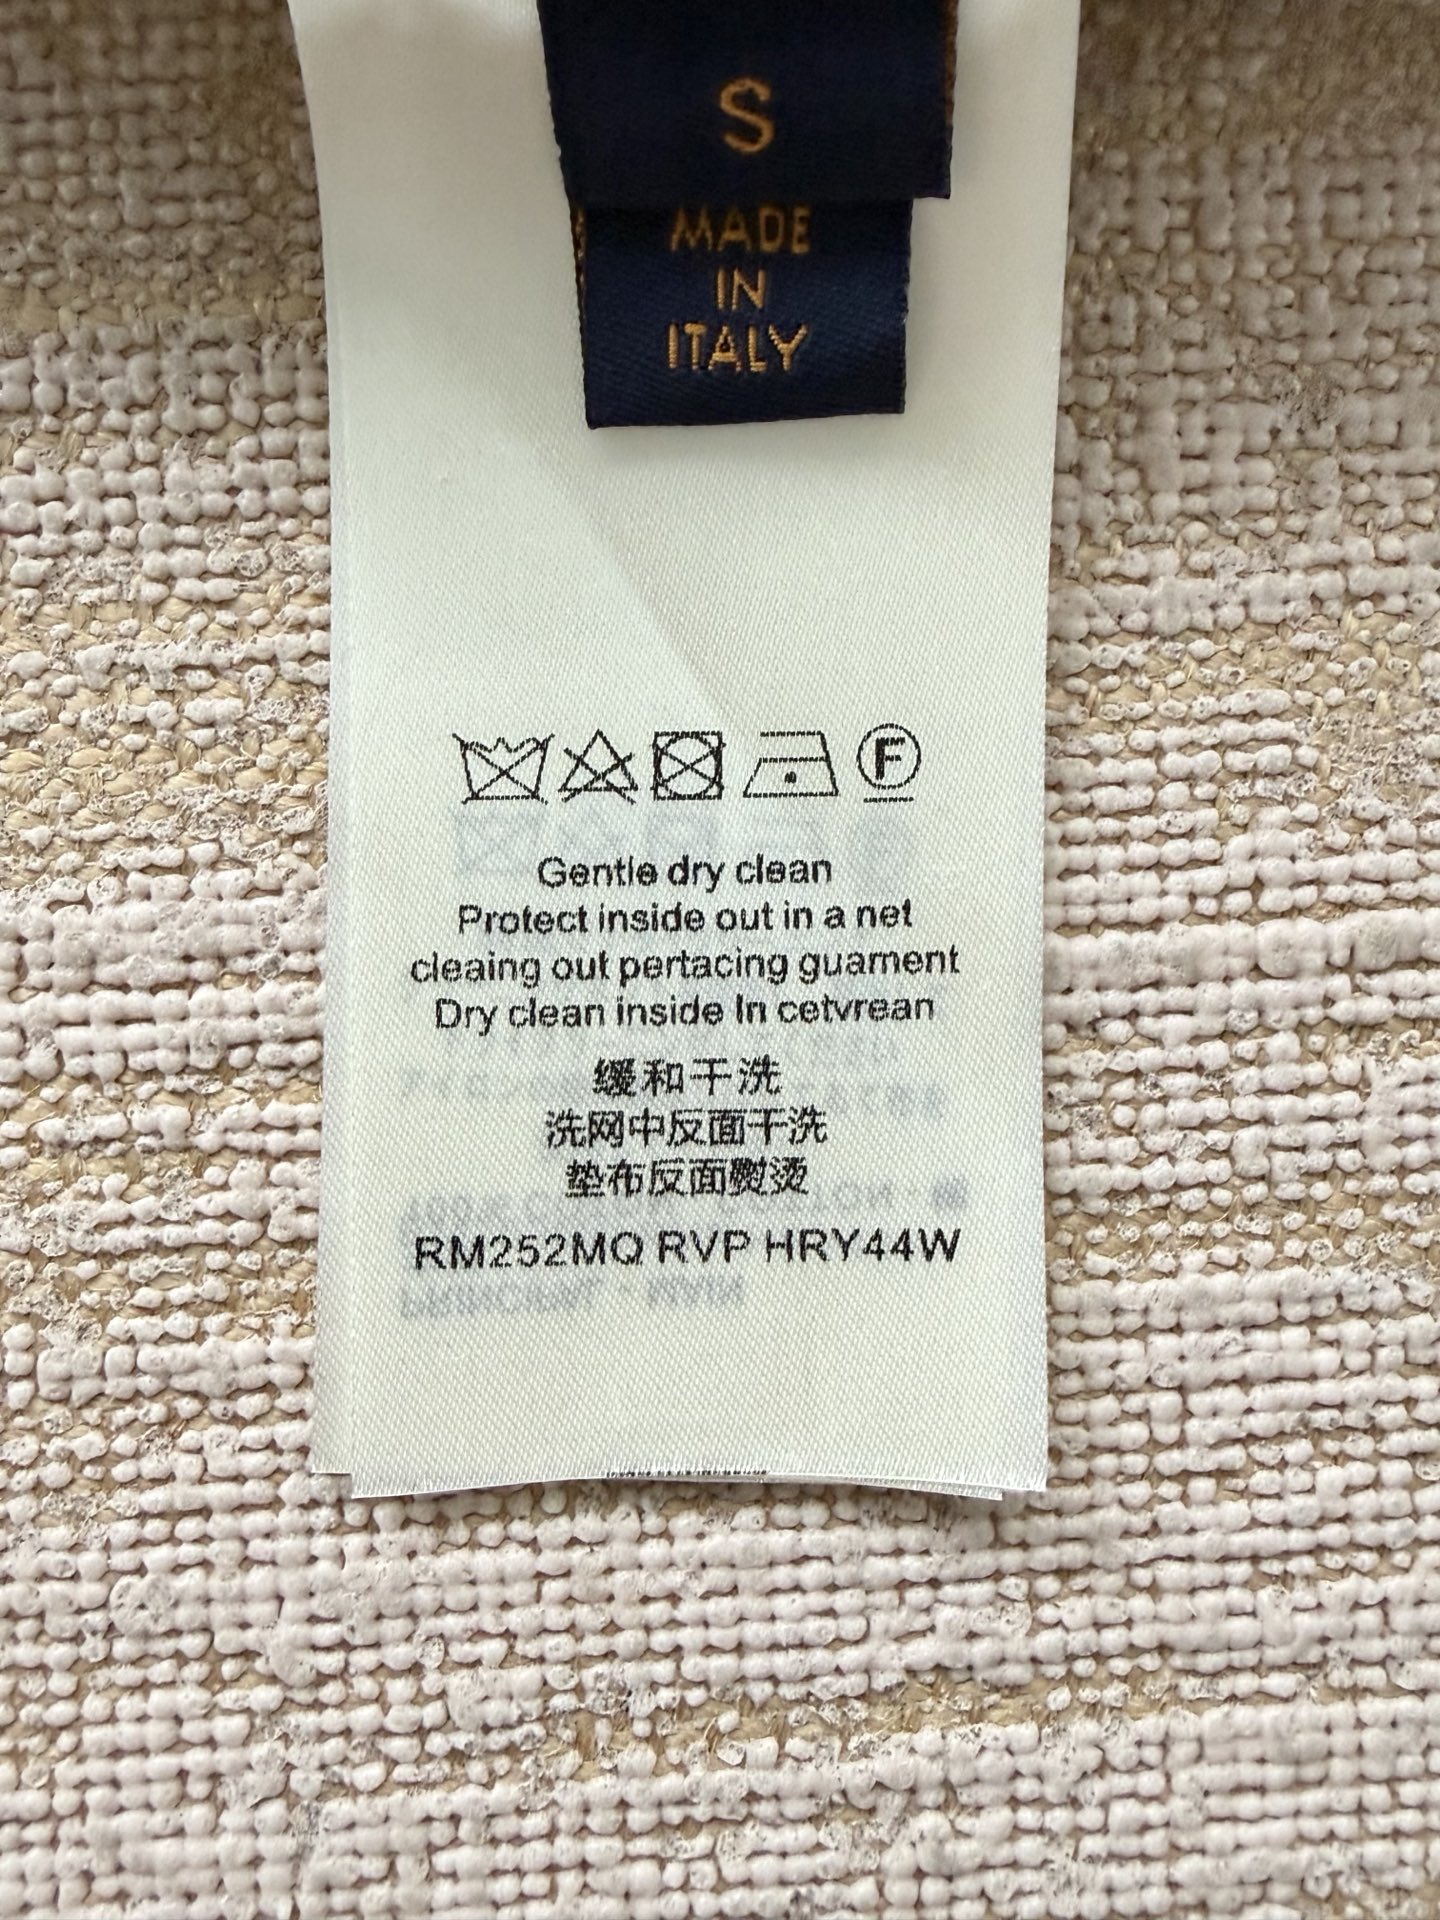 S
MADE
IN
ITALY
F
Gentle dry clean
Protect inside out in a net
cleaing out pertacing guament
Dry clean inside In cetvrean
缓和干洗
洗网中反面干洗
垫布反面熨烫
RM252MQ RVP HRY44W